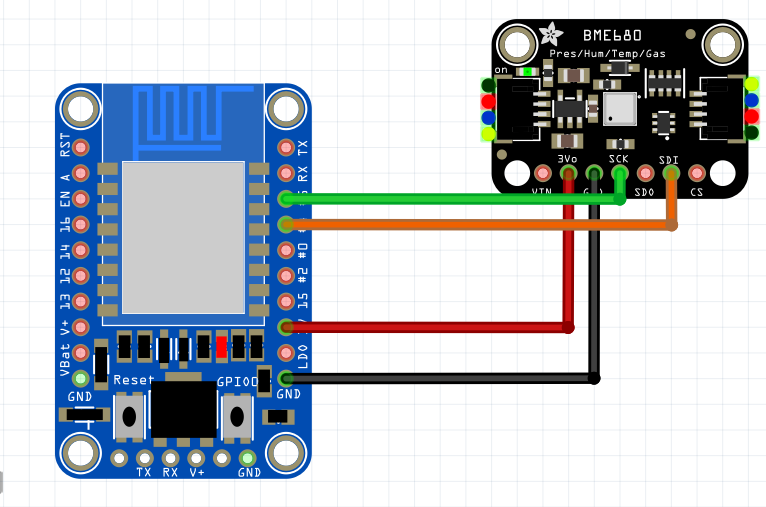 BME680
Pres/Hum/Temp/Gas
on
3Vo
SCK
SDI
VIN
SDO
CS
RST
A
EN
16
14
12
13
V+
VBat
GND
TX
RX
#0
#2
15
LDO
GND
Reset
GPIO0
TX RX V+ GND